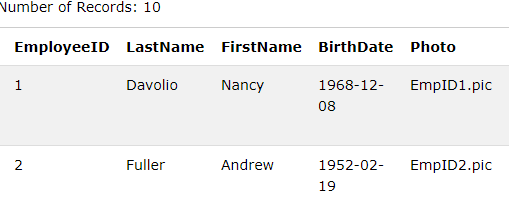 Number of Records: 10
EmployeeID LastName FirstName BirthDate Photo
1 Davolio Nancy 1968-12- EmpID1.pic
08
2 Fuller Andrew 1952-02- EmpID2.pic
19